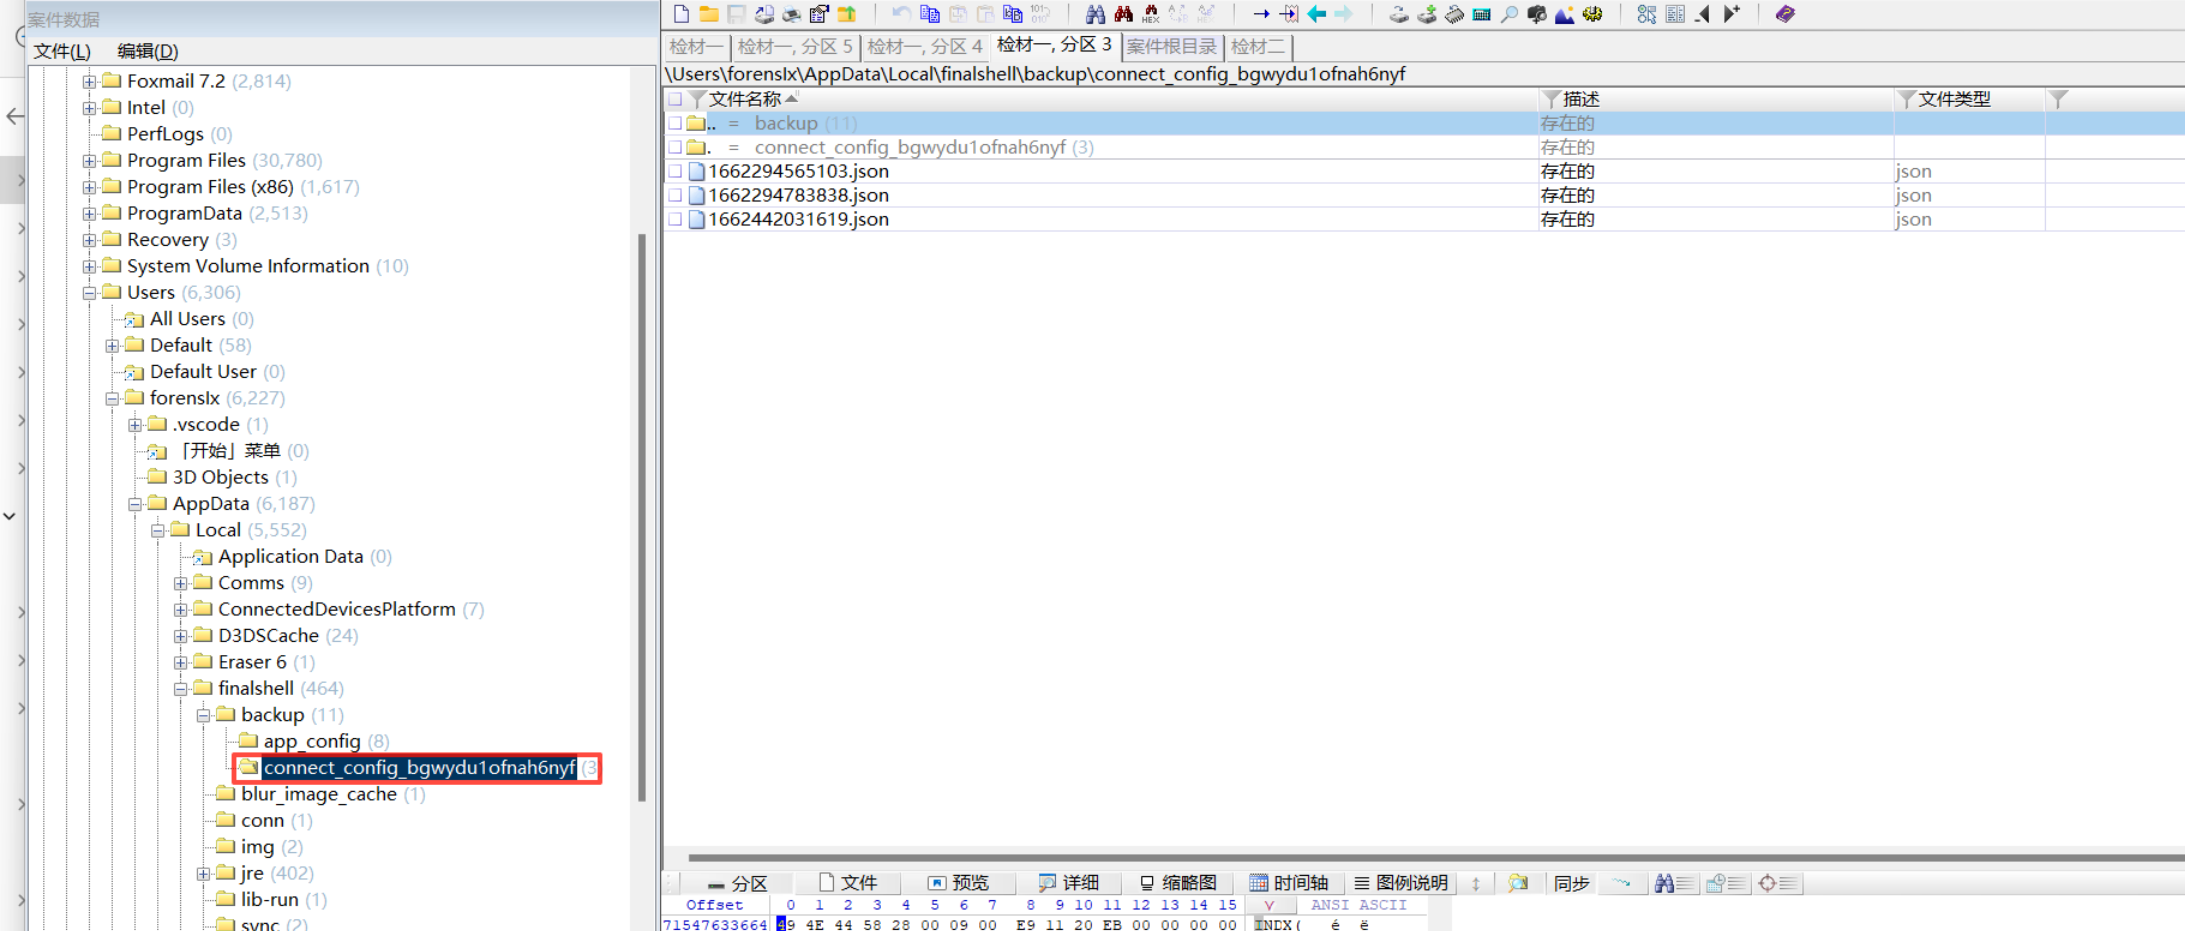 案件数据
文件(L) 编辑(D)
Foxmail 7.2 (2,814)
Intel (0)
PerfLogs (0)
Program Files (30,780)
Program Files (x86) (1,617)
ProgramData (2,513)
Recovery (3)
System Volume Information (10)
Users (6,306)
All Users (0)
Default (58)
Default User (0)
forenslx (6,227)
.vscode (1)
「开始」菜单 (0)
3D Objects (1)
AppData (6,187)
Local (5,552)
Application Data (0)
Comms (9)
ConnectedDevicesPlatform (7)
D3DSCache (24)
Eraser 6 (1)
finalshell (464)
backup (11)
app_config (8)
connect_config_bgwydu1ofnah6nyf (3
blur_image_cache (1)
conn (1)
img (2)
jre (402)
lib-run (1)
sync (2)
检材一 检材一, 分区 5 检材一, 分区 4 检材一, 分区 3 案件根目录 检材二
\Users\forenslx\AppData\Local\finalshell\backup\connect_config_bgwydu1ofnah6nyf
文件名称 描述 文件类型
.. = backup (11) 存在的
. = connect_config_bgwydu1ofnah6nyf (3) 存在的
1662294565103.json 存在的 json
1662294783838.json 存在的 json
1662442031619.json 存在的 json
分区 文件 预览 详细 缩略图 时间轴 图例说明 同步
Offset 0 1 2 3 4 5 6 7 8 9 10 11 12 13 14 15 ANSI ASCII
71547633664 49 4E 44 58 28 00 09 00 E9 11 20 EB 00 00 00 00 INDX( é ë